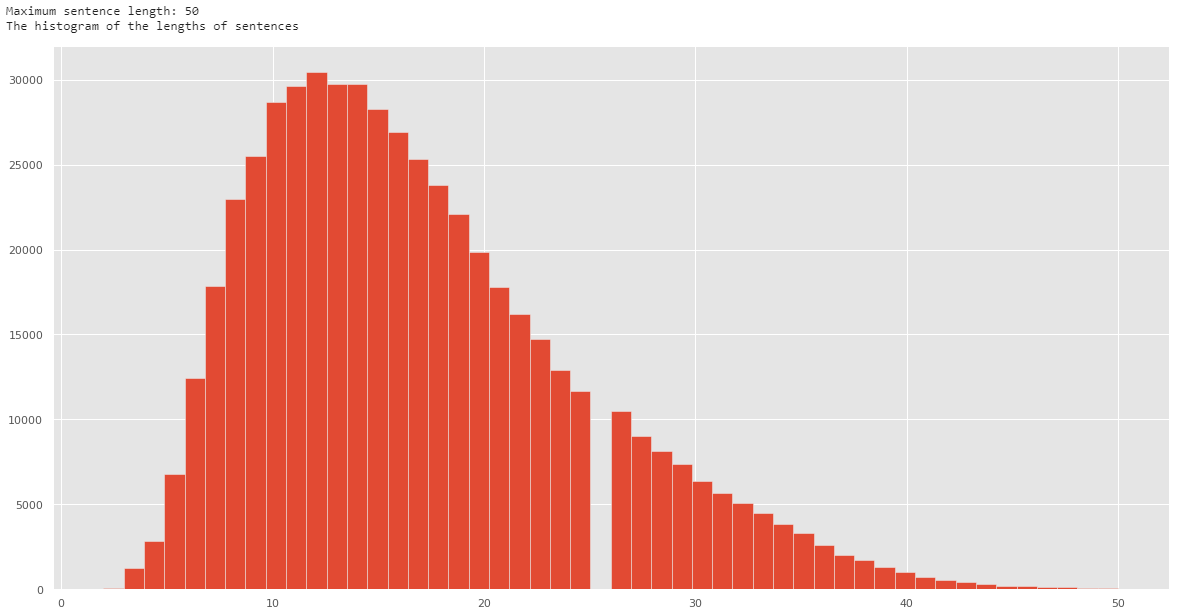 Maximum sentence length: 50
The histogram of the lengths of sentences
30000
25000
20000
15000
10000
5000
0
0 10 20 30 40 50